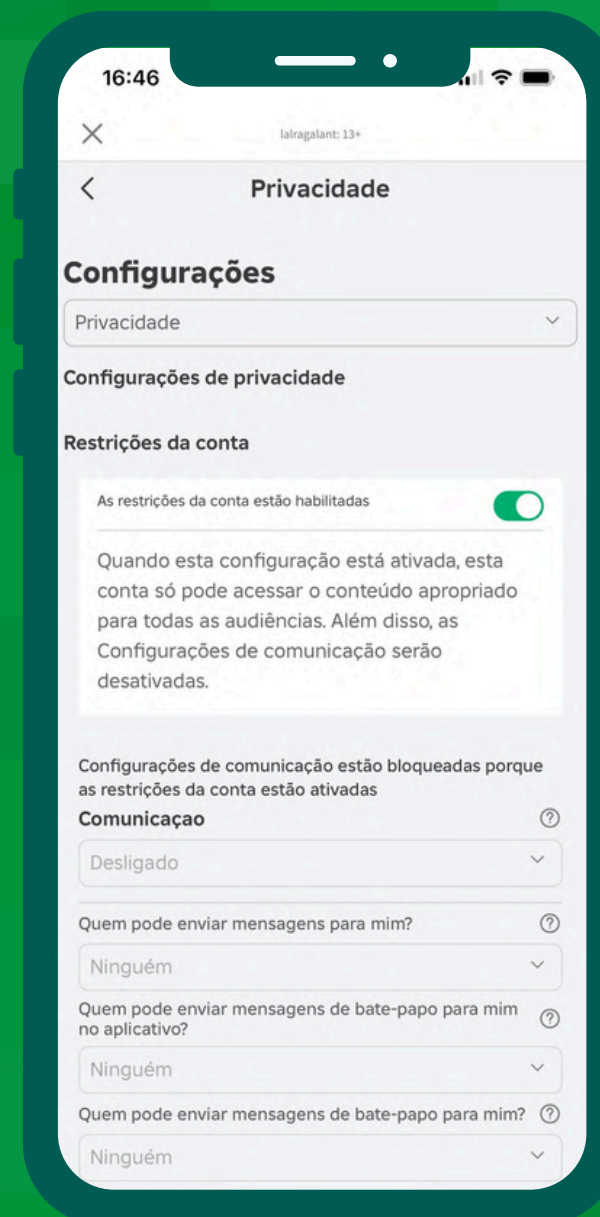 16:46
lalragalant: 13+
Privacidade
Configurações
Privacidade
Configurações de privacidade
Restrições da conta
As restrições da conta estão habilitadas
Quando esta configuração está ativada, esta
conta só pode acessar o conteúdo apropriado
para todas as audiências. Além disso, as
Configurações de comunicação serão
desativadas.
Configurações de comunicação estão bloqueadas porque
as restrições da conta estão ativadas
Comunicaçao
Desligado
Quem pode enviar mensagens para mim?
Ninguém
Quem pode enviar mensagens de bate-papo para mim
no aplicativo?
Ninguém
Quem pode enviar mensagens de bate-papo para mim?
Ninguém